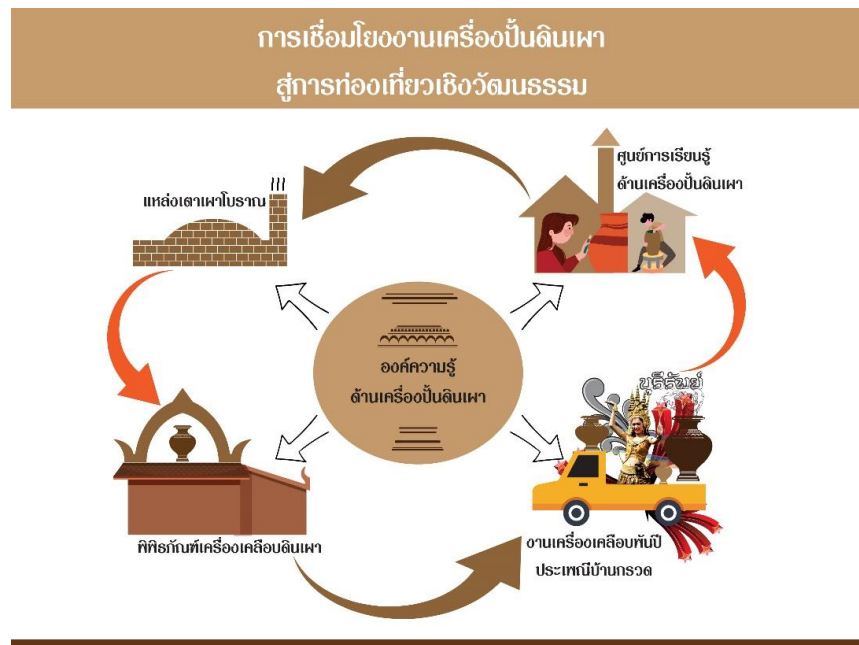 การเชื่อมโยงงานเครื่องปั้นดินเผา
สู่การท่องเที่ยวเชิงวัฒนธรรม
แหล่งเตาเผาโบราณ
ศูนย์การเรียนรู้
ด้านเครื่องปั้นดินเผา
องค์ความรู้
ด้านเครื่องปั้นดินเผา
บุรีรัมย์
พิพิธภัณฑ์เครื่องเคลือบดินเผา
งานเครื่องเคลือบพันปี
ประเพณีบ้านกรวด